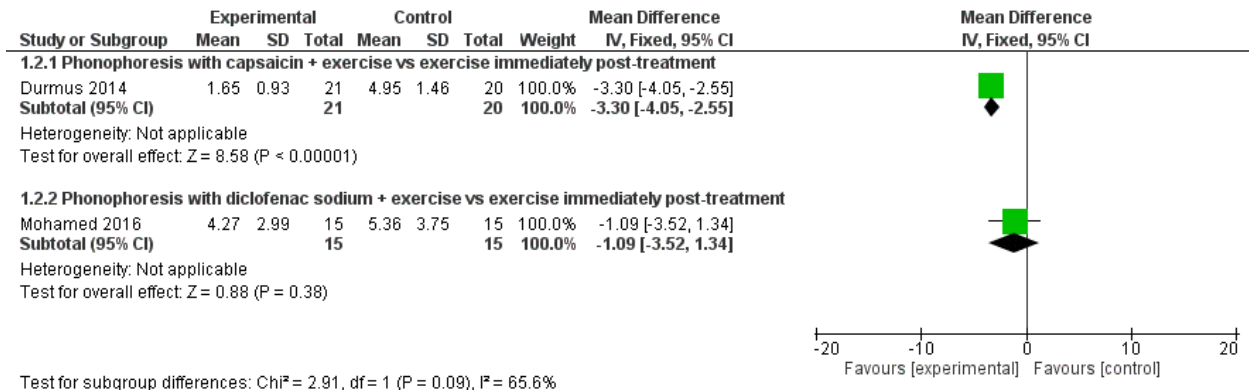 Experimental Control Mean Difference Mean Difference
Study or Subgroup Mean SD Total Mean SD Total Weight IV, Fixed, 95% CI IV, Fixed, 95% CI
1.2.1 Phonophoresis with capsaicin + exercise vs exercise immediately post-treatment
Durmus 2014 1.65 0.93 21 4.95 1.46 20 100.0% -3.30 [-4.05, -2.55]
Subtotal (95% CI) 21 20 100.0% -3.30 [-4.05, -2.55]
Heterogeneity: Not applicable
Test for overall effect: Z = 8.58 (P < 0.00001)
1.2.2 Phonophoresis with diclofenac sodium + exercise vs exercise immediately post-treatment
Mohamed 2016 4.27 2.99 15 5.36 3.75 15 100.0% -1.09 [-3.52, 1.34]
Subtotal (95% CI) 15 15 100.0% -1.09 [-3.52, 1.34]
Heterogeneity: Not applicable
Test for overall effect: Z = 0.88 (P = 0.38)
-20 -10 0 10 20
Favours [experimental] Favours [control]
Test for subgroup differences: Chi² = 2.91, df = 1 (P = 0.09), I² = 65.6%